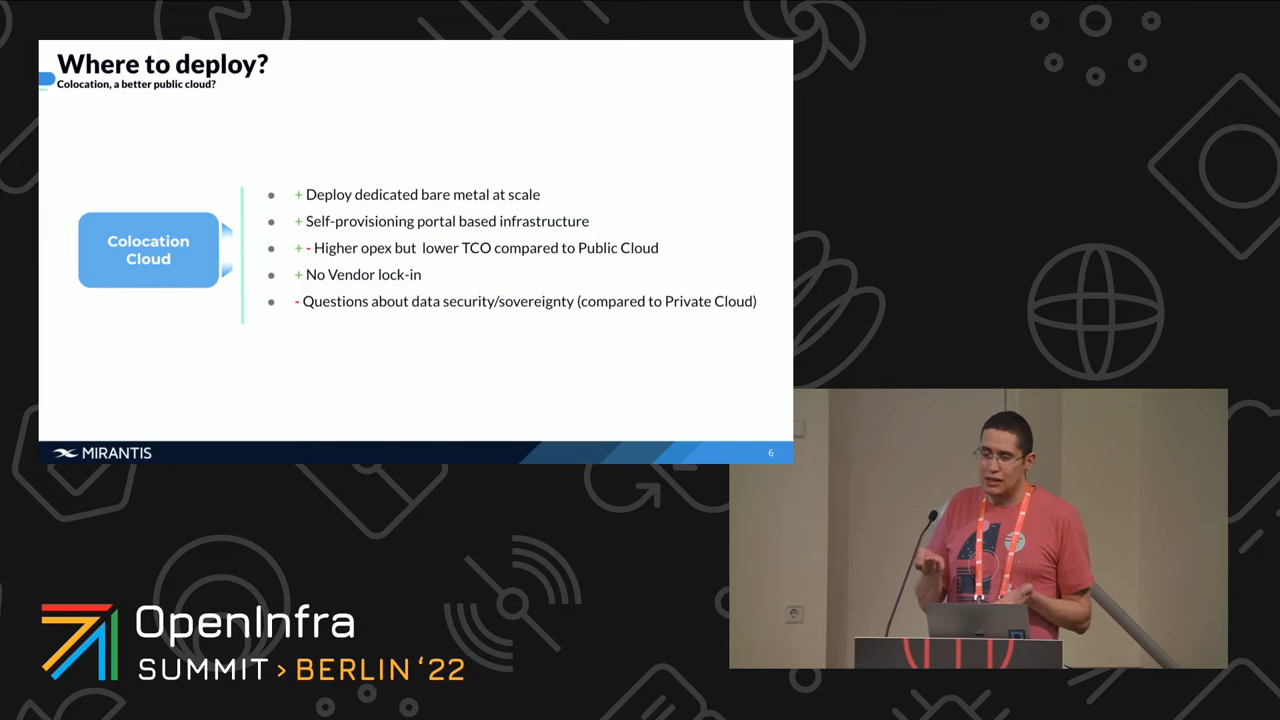 Where to deploy?
Colocation, a better public cloud?
Colocation
Cloud
+ Deploy dedicated bare metal at scale
+ Self-provisioning portal based infrastructure
+ - Higher opex but lower TCO compared to Public Cloud
+ No Vendor lock-in
- Questions about data security/sovereignty (compared to Private Cloud)
MIRANTIS
6
OpenInfra
SUMMIT > BERLIN ‘22